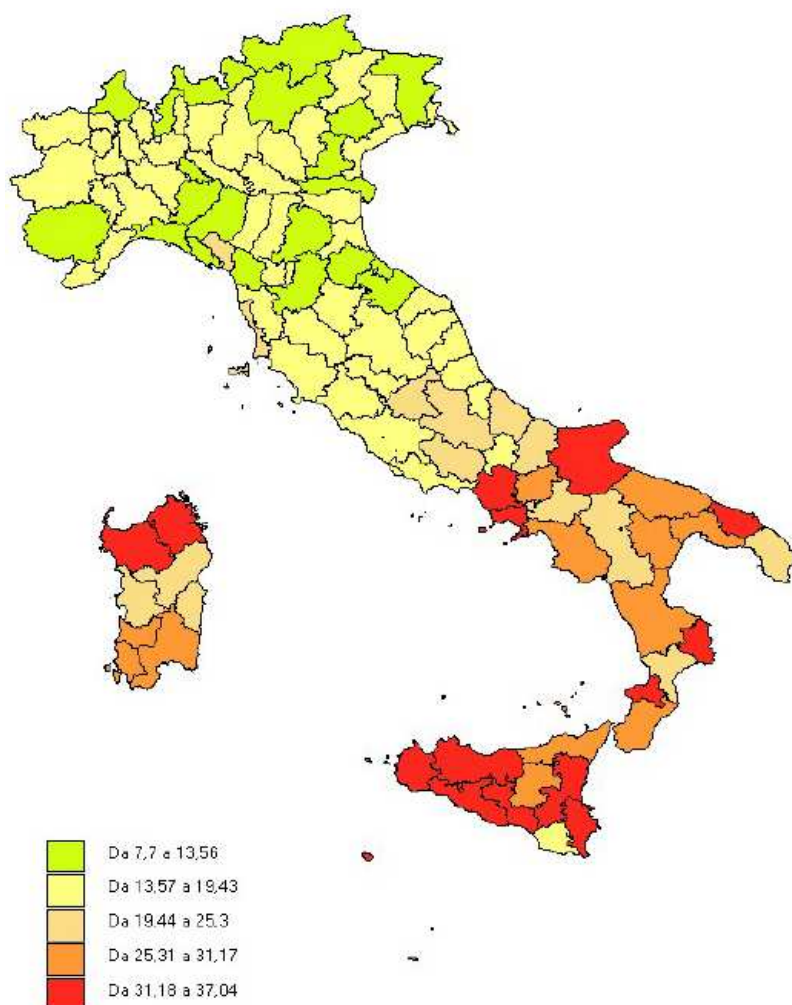 Da 7,7 a 13,56
Da 13,57 a 19,43
Da 19.44 a 25.3
Da 25,31 a 31,17
Da 31,18 a 37,04